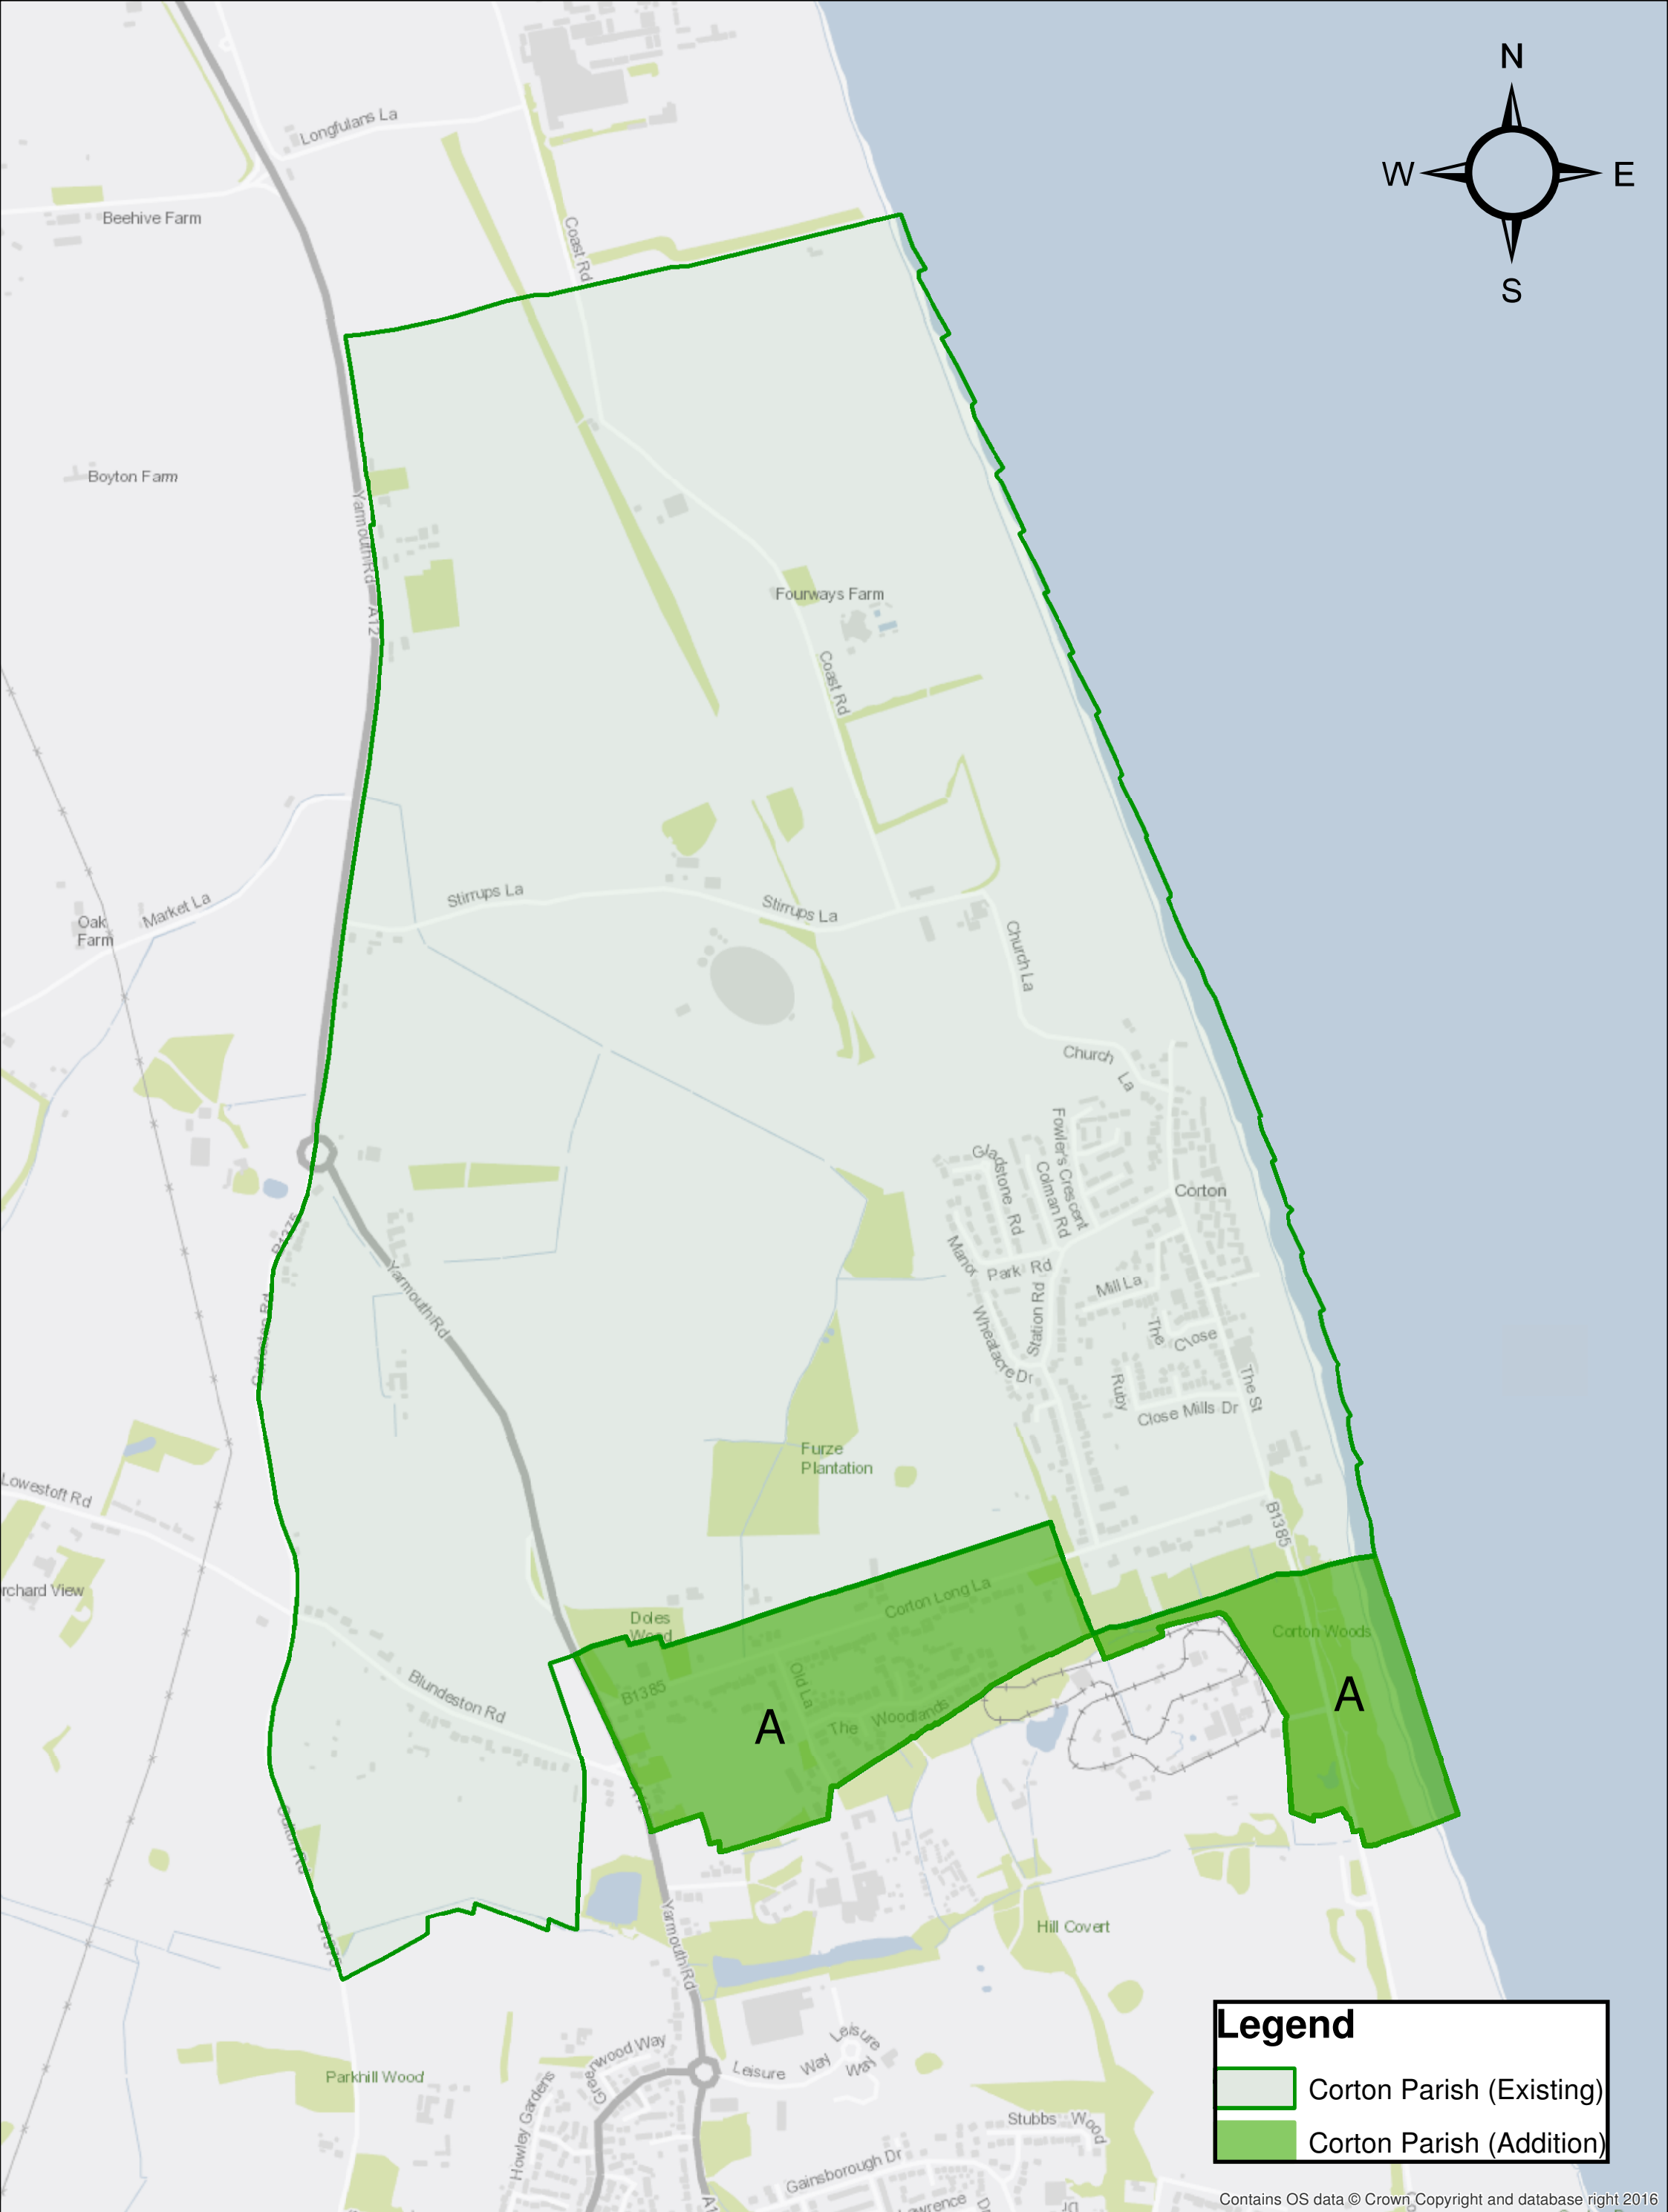 N
W
E
S
Longfulans La
Beehive Farm
Coast Rd
Boyton Farm
Yarmouth Rd
A12
Fourways Farm
Coast Rd
Stirrups La
Stirrups La
Market La
Oak
Farm
Church La
Church
La
Fowler's Crescent
Gladstone Rd
Colman Rd
Corton
Manor
Park Rd
Mill La
B1375
Yarmouth Rd
Station Rd
The
Close
Wheatacre Dr
Ruby
Close Mills Dr
The St
Furze
Plantation
Lowestoft Rd
B1385
rchard View
Corton Long La
Doles
Wood
Corton Woods
Blundeston Rd
B1385
Old La
The Woodlands
A
A
A12
Yarmouth Rd
Hill Covert
Leisure
Way
Leisure Way
Greenwood Way
Parkhill Wood
Howley Gardens
Stubbs Wood
Gainsborough Dr
Legend
Corton Parish (Existing)
Corton Parish (Addition)
Contains OS data © Crown Copyright and database right 2016